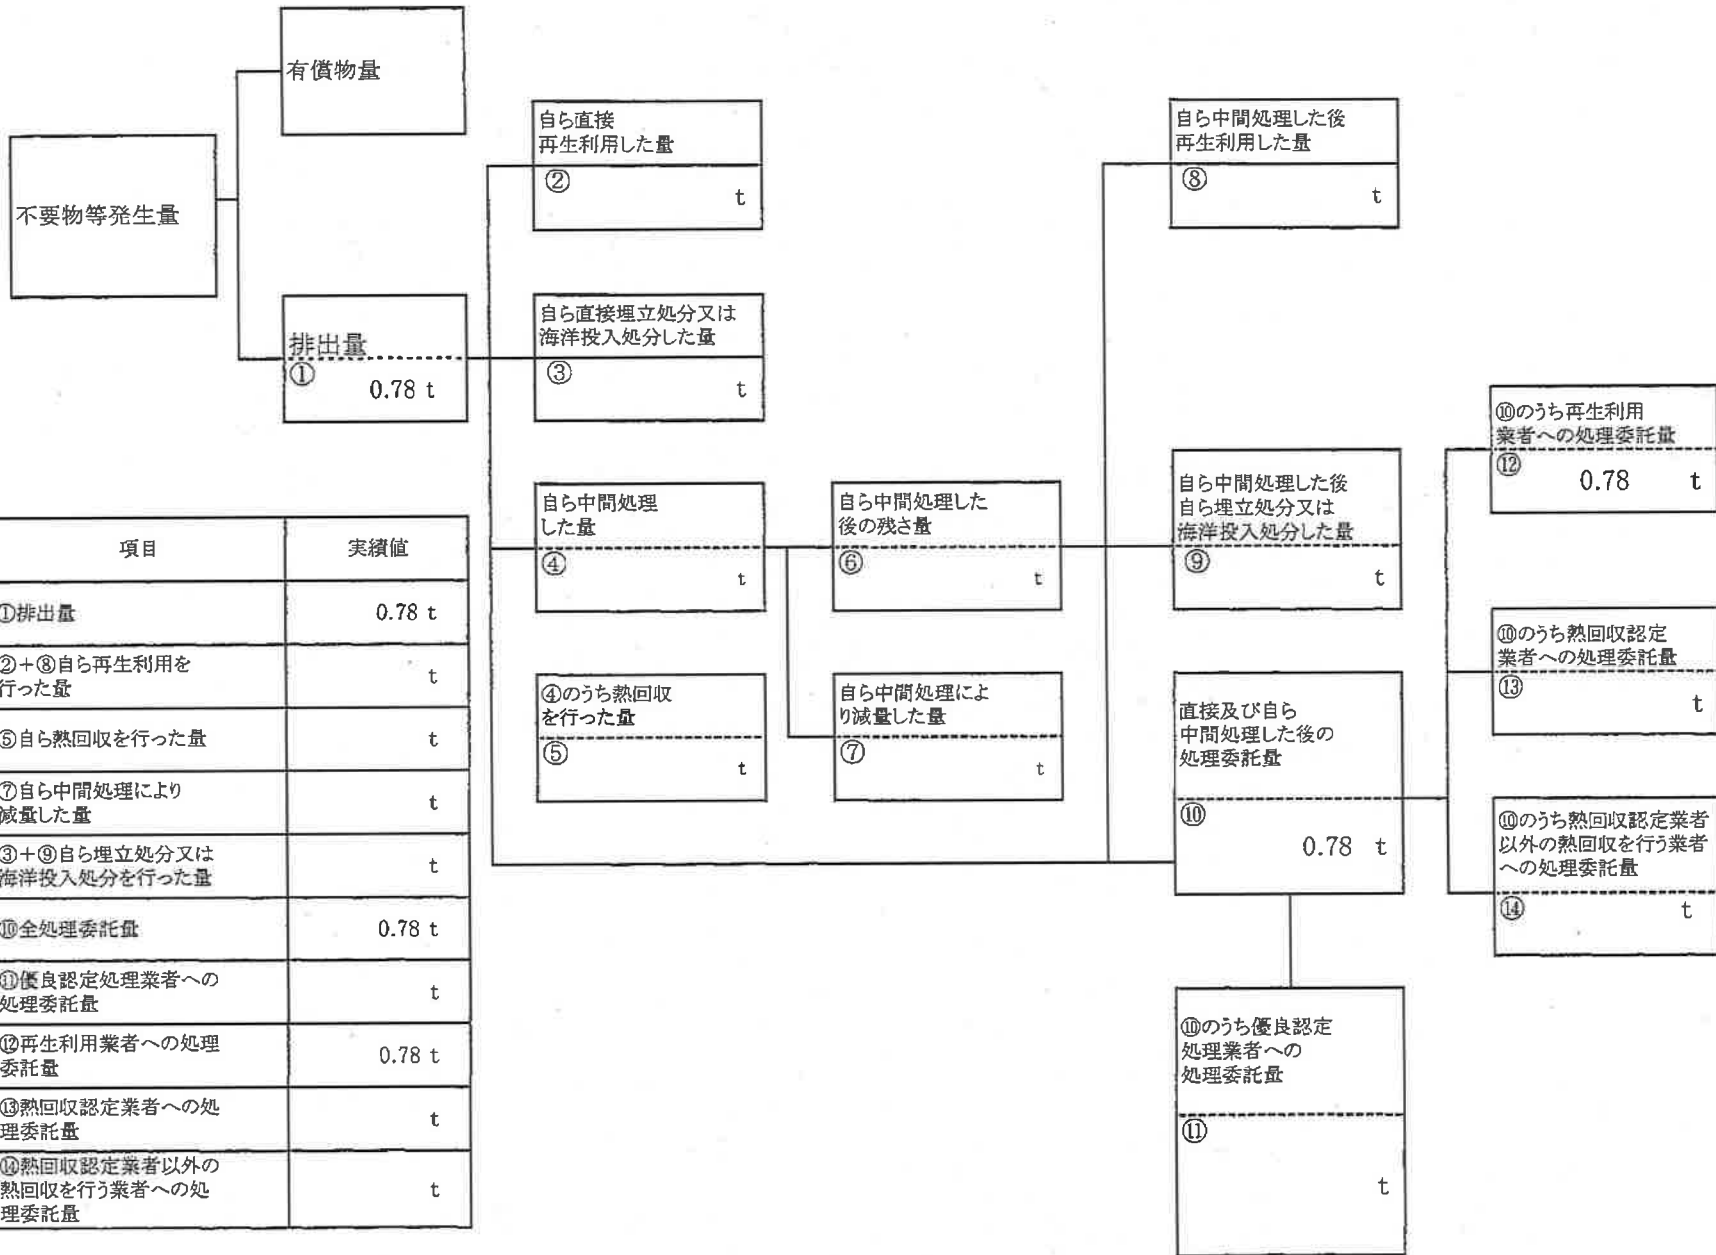 有償物量
不要物等発生量
排出量
①
0.78 t
自ら直接
再生利用した量
②
t
自ら直接埋立処分又は
海洋投入処分した量
③
t
自ら中間処理
した量
④
t
④のうち熱回収
を行った量
⑤
t
自ら中間処理した
後の残さ量
⑥
t
自ら中間処理によ
り減量した量
⑦
t
自ら中間処理した後
再生利用した量
⑧
t
自ら中間処理した後
自ら埋立処分又は
海洋投入処分した量
⑨
t
直接及び自ら
中間処理した後の
処理委託量
⑩
0.78 t
⑩のうち優良認定
処理業者への
処理委託量
⑪
t
⑩のうち再生利用
業者への処理委託量
⑫
0.78 t
⑩のうち熱回収認定
業者への処理委託量
⑬
t
⑩のうち熱回収認定業者
以外の熱回収を行う業者
への処理委託量
⑭
t
項目 実績値
①排出量 0.78 t
②+⑧自ら再生利用を
行った量 t
⑤自ら熱回収を行った量 t
⑦自ら中間処理により
減量した量 t
③+⑨自ら埋立処分又は
海洋投入処分を行った量 t
⑩全処理委託量 0.78 t
⑪優良認定処理業者への
処理委託量 t
⑫再生利用業者への処理
委託量 0.78 t
⑬熱回収認定業者への処
理委託量 t
⑭熱回収認定業者以外の
熱回収を行う業者への処
理委託量 t